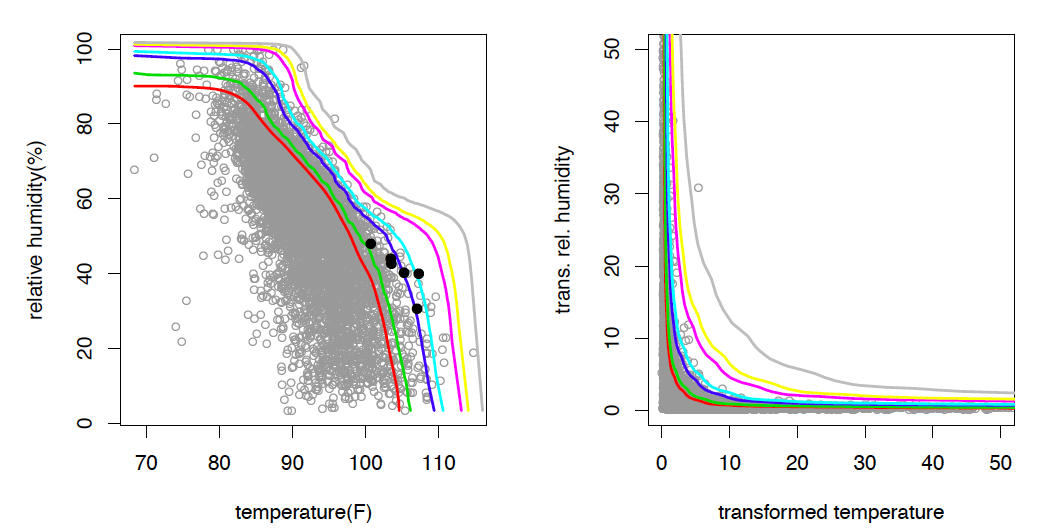 relative humidity(%)
0 20 40 60 80 100
70 80 90 100 110
temperature(F)
trans. rel. humidity
0 10 20 30 40 50
0 10 20 30 40 50
transformed temperature